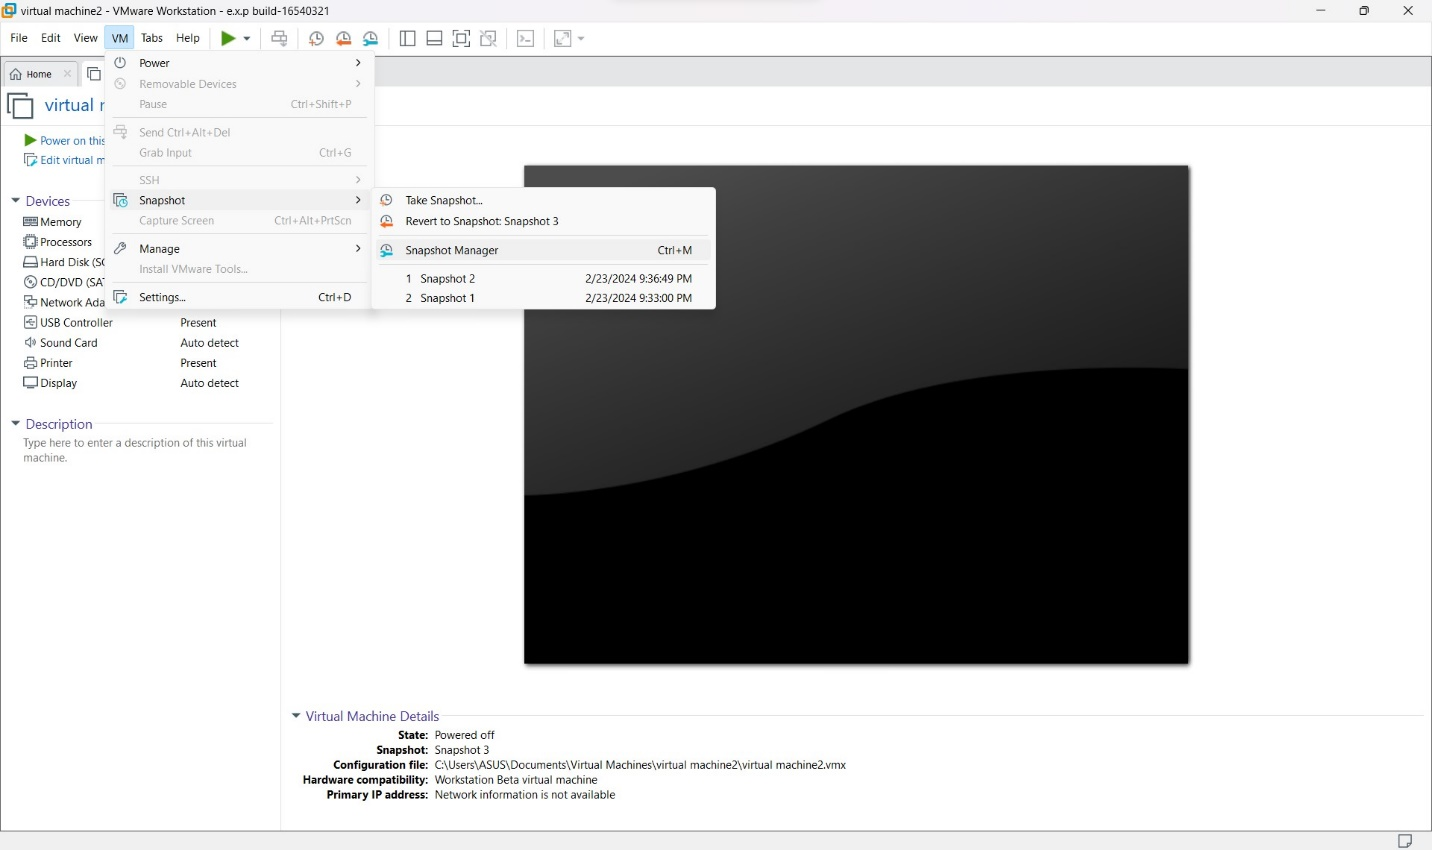 virtual machine2 - VMware Workstation - e.x.p build-16540321
File Edit View VM Tabs Help
Home
virtual
Power on this
Edit virtual
Devices
Memory
Processors
Hard Disk
CD/DVD
Network
USB Controller Present
Sound Card Auto detect
Printer Present
Display Auto detect
Description
Type here to enter a description of this virtual
machine.
Power
Removable Devices
Pause Ctrl+Shift+P
Send Ctrl+Alt+Del
Grab Input Ctrl+G
SSH
Snapshot
Capture Screen Ctrl+Alt+PrtScn
Manage
Install VMware Tools...
Settings... Ctrl+D
Take Snapshot...
Revert to Snapshot: Snapshot 3
Snapshot Manager Ctrl+M
1 Snapshot 2 2/23/2024 9:36:49 PM
2 Snapshot 1 2/23/2024 9:33:00 PM
Virtual Machine Details
State: Powered off
Snapshot: Snapshot 3
Configuration file: C:\Users\ASUS\Documents\Virtual Machines\virtual machine2\virtual machine2.vmx
Hardware compatibility: Workstation Beta virtual machine
Primary IP address: Network information is not available